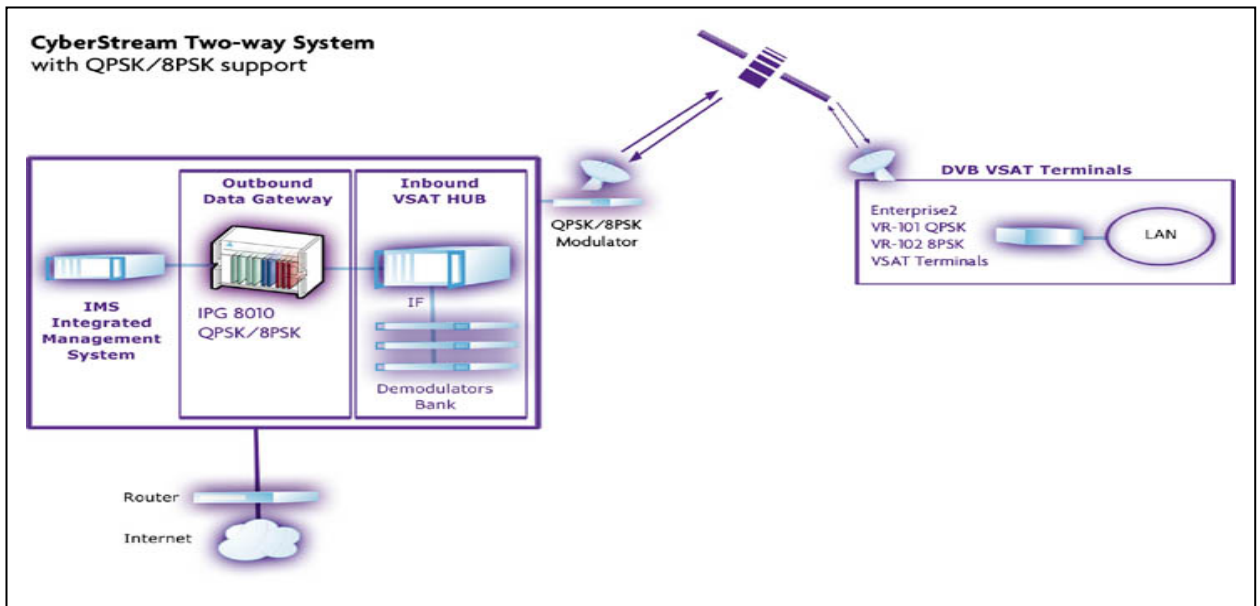 CyberStream Two-way System
with QPSK/8PSK support
Outbound
Data Gateway
Inbound
VSAT HUB
IMS
Integrated
Management
System
IPG 8010
QPSK/8PSK
IF
Demodulators
Bank
QPSK/8PSK
Modulator
DVB VSAT Terminals
Enterprise2
VR-101 QPSK
VR-102 8PSK
VSAT Terminals
LAN
Router
Internet